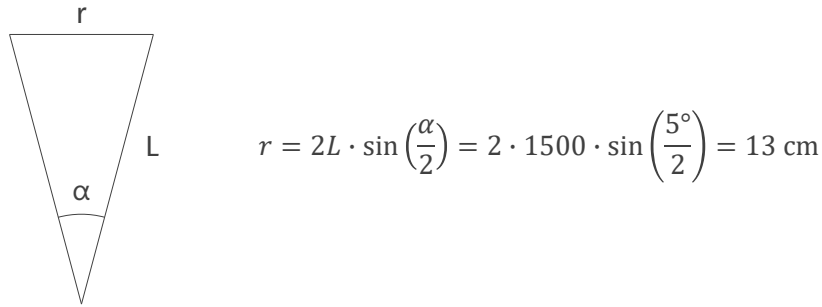 r
L
α
r = 2L · sin (α/2) = 2 · 1500 · sin (5°/2) = 13 cm